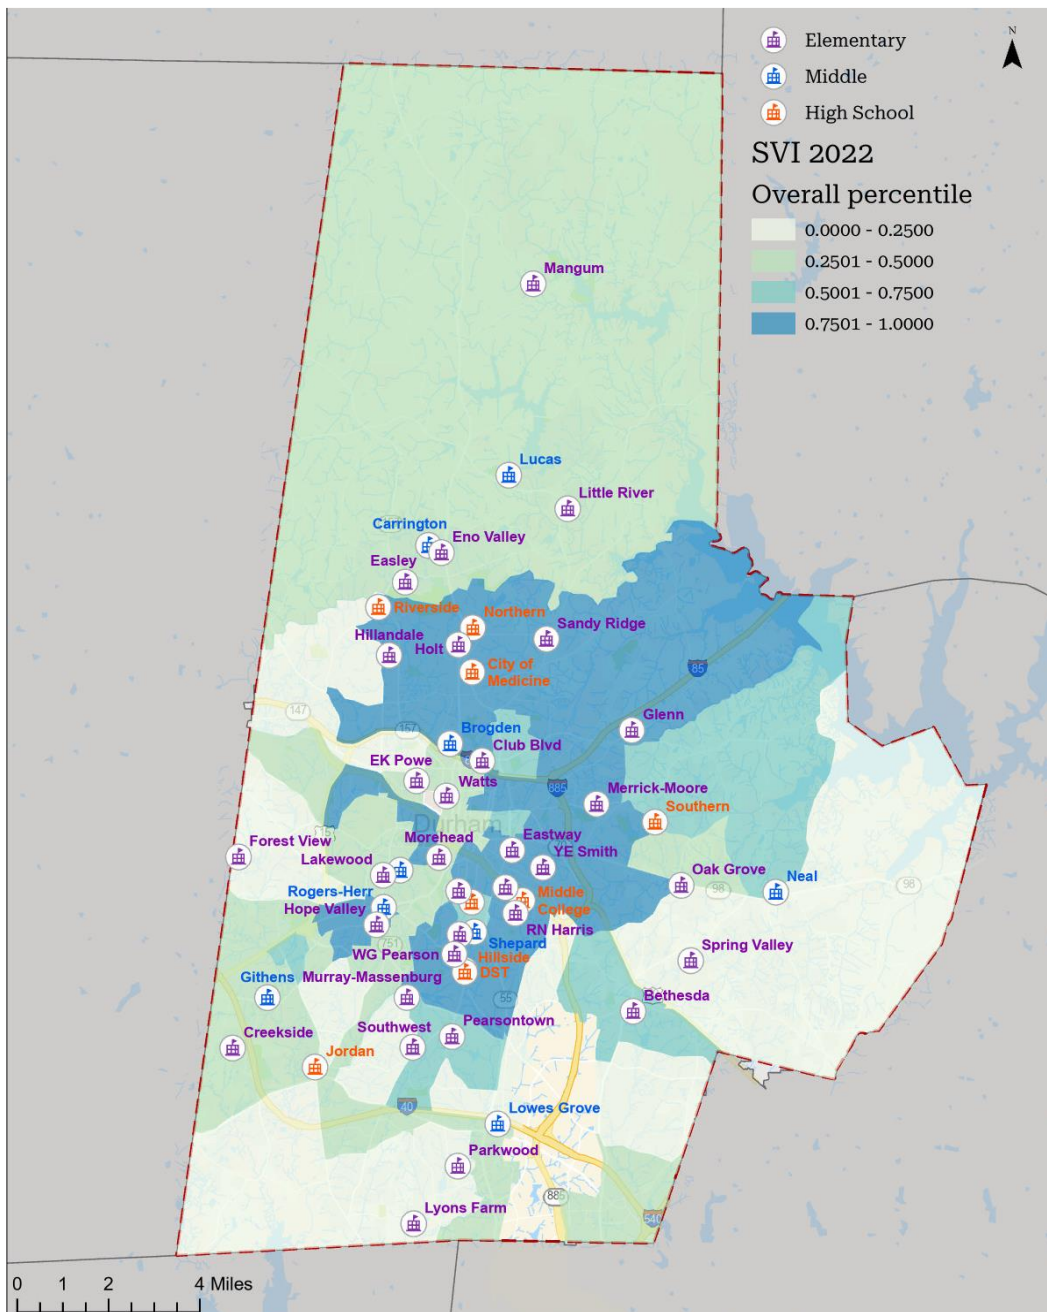 N
Elementary
Middle
High School
SVI 2022
Overall percentile
0.0000 - 0.2500
0.2501 - 0.5000
0.5001 - 0.7500
0.7501 - 1.0000
Mangum
Lucas
Little River
Carrington
Eno Valley
Easley
Riverside
Northern
Sandy Ridge
Hillandale
Holt
City of
Medicine
85
147
157
Glenn
Brogden
Club Blvd
EK Powe
Watts
885
Merrick-Moore
Southern
Durham
Forest View
Morehead
Eastway
YE Smith
Lakewood
Oak Grove
98
Neal
98
Rogers-Herr
Middle
College
Hope Valley
RN Harris
751
Shepard
WG Pearson
Hillside
DST
Spring Valley
Githens
Murray-Massenburg
55
Bethesda
Creekside
Southwest
Pearsontown
Jordan
40
Lowes Grove
Parkwood
885
Lyons Farm
540
0 1 2 4 Miles